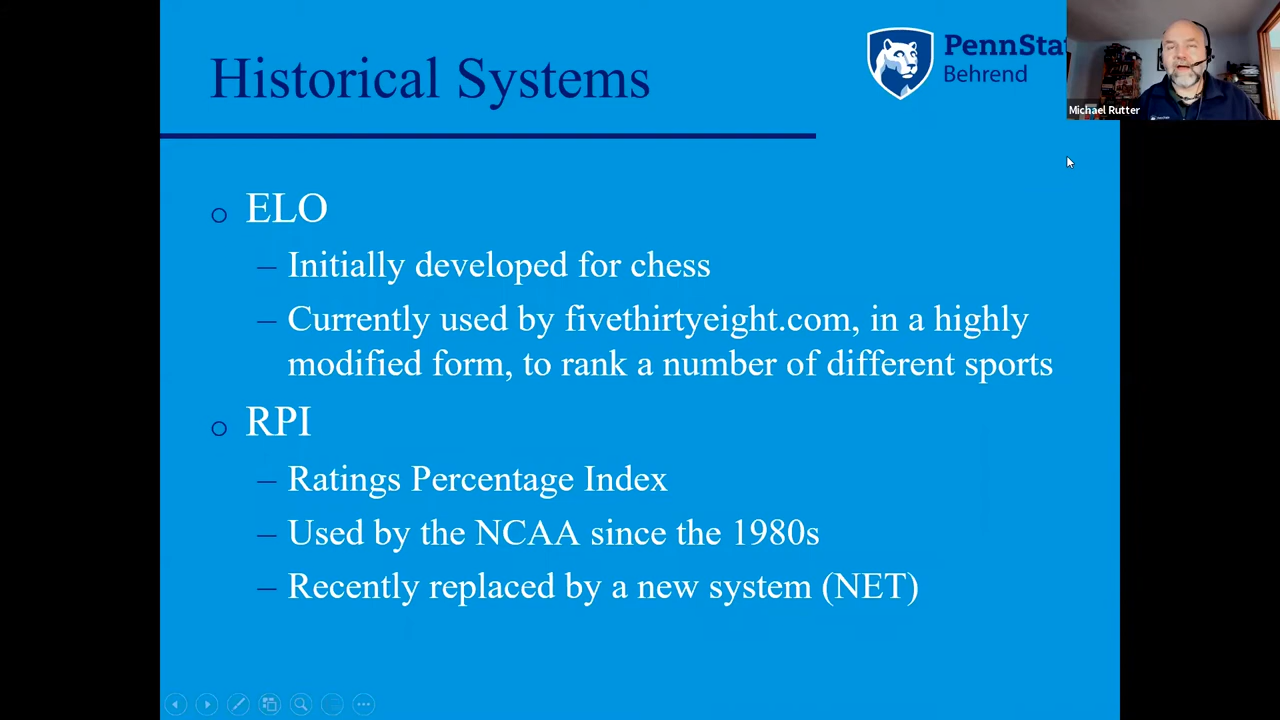 Historical Systems
PennSta
Behrend
Michael Rutter
ELO
– Initially developed for chess
– Currently used by fivethirtyeight.com, in a highly
modified form, to rank a number of different sports
RPI
– Ratings Percentage Index
– Used by the NCAA since the 1980s
– Recently replaced by a new system (NET)